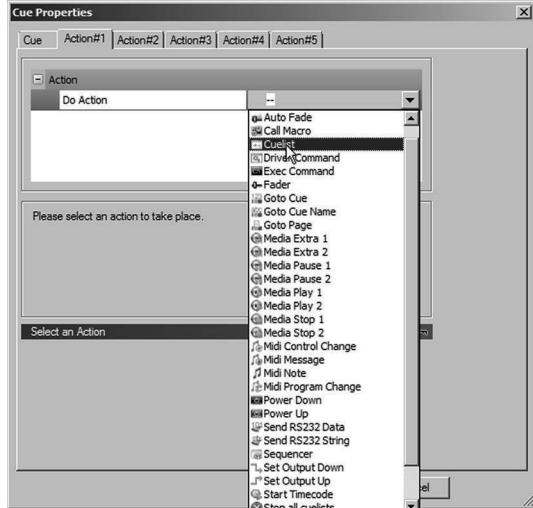 Cue Properties
Cue Action#1 Action#2 Action#3 Action#4 Action#5
Action
Do Action --
Auto Fade
Call Macro
Cuelist
Driver Command
Exec Command
Fader
Goto Cue
Goto Cue Name
Goto Page
Media Extra 1
Media Extra 2
Media Pause 1
Media Pause 2
Media Play 1
Media Play 2
Media Stop 1
Media Stop 2
Midi Control Change
Midi Message
Midi Note
Midi Program Change
Power Down
Power Up
Send RS232 Data
Send RS232 String
Sequencer
Set Output Down
Set Output Up
Start Timecode
Stop all cuelists
Please select an action to take place.
Select an Action
el